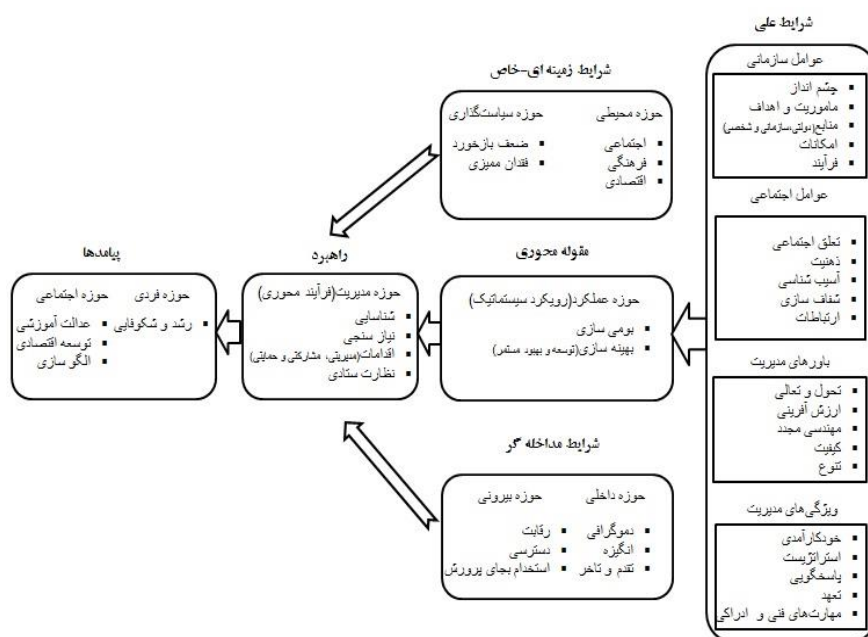 شرایط علی
عوامل سازمانی
چشم انداز
ماموریت و اهداف
منابع(دولتی،سازمانی و شخصی)
امکانات
فرآیند
عوامل اجتماعی
تعلق اجتماعی
ذهنیت
آسیب شناسی
شفاف سازی
ارتباطات
باورهای مدیریت
تحول و تعالی
ارزش آفرینی
مهندسی مجدد
کیفیت
تنوع
ویژگی‌های مدیریت
خودکارآمدی
استراتژیست
پاسخگویی
تعهد
مهارت‌های فنی و ادراکی
شرایط زمینه ای-خاص
حوزه محیطی
اجتماعی
فرهنگی
اقتصادی
حوزه سیاست‌گذاری
ضعف بازخورد
فقدان ممیزی
مقوله محوری
حوزه عملکرد(رویکرد سیستماتیک)
بومی سازی
بهینه سازی(توسعه و بهبود مستمر)
شرایط مداخله گر
حوزه داخلی
دموگرافی
انگیزه
تقدم و تاخر
حوزه بیرونی
رقابت
دسترسی
استخدام بجای پرورش
راهبرد
حوزه مدیریت(فرآیند محوری)
شناسایی
نیاز سنجی
اقدامات(مدیریتی، مشارکتی و حمایتی)
نظارت ستادی
پیامدها
حوزه فردی
رشد و شکوفایی
حوزه اجتماعی
عدالت آموزشی
توسعه اقتصادی
الگو سازی